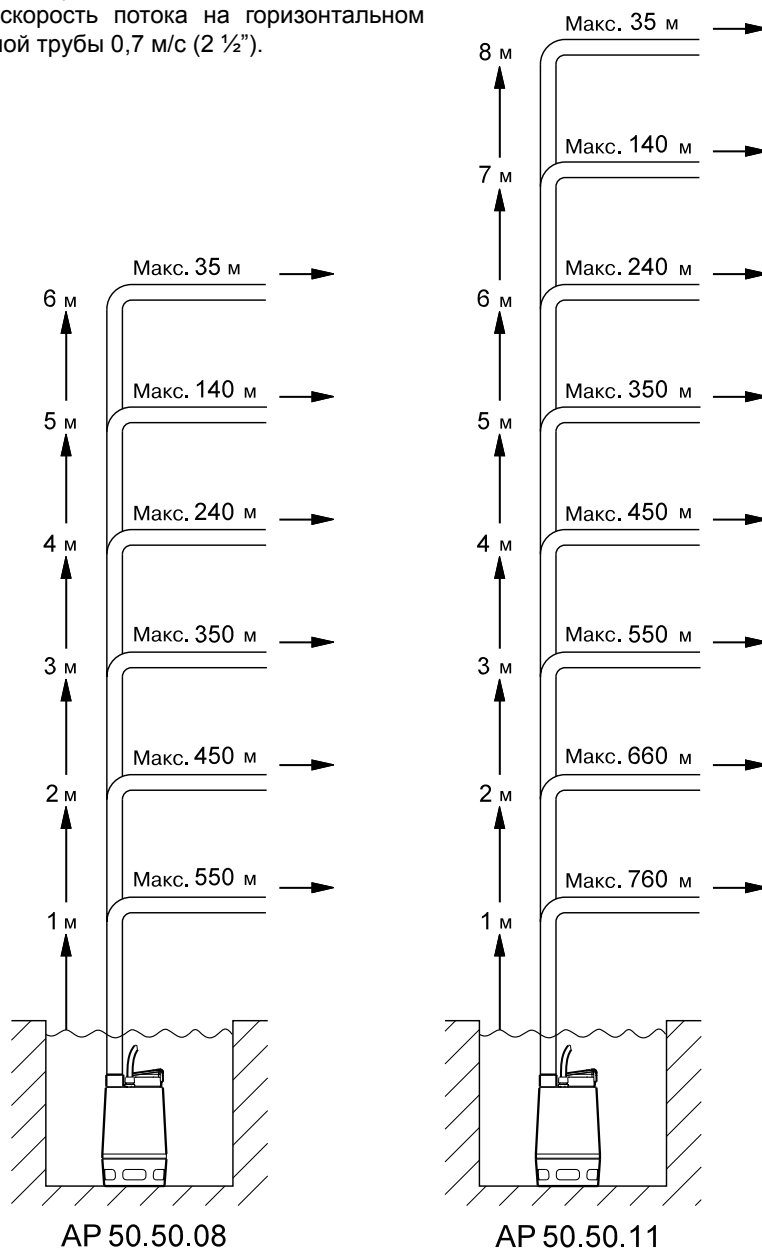 скорость потока на горизонтальном
ной трубы 0,7 м/с (2 ½”).
Макс. 35 м
6 м
Макс. 140 м
5 м
Макс. 240 м
4 м
Макс. 350 м
3 м
Макс. 450 м
2 м
Макс. 550 м
1 м
AP 50.50.08
Макс. 35 м
8 м
Макс. 140 м
7 м
Макс. 240 м
6 м
Макс. 350 м
5 м
Макс. 450 м
4 м
Макс. 550 м
3 м
Макс. 660 м
2 м
Макс. 760 м
1 м
AP 50.50.11